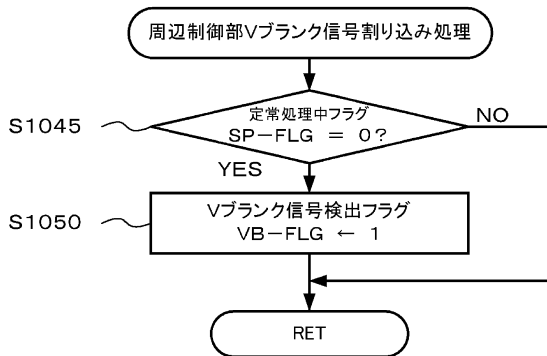 周辺制御部Vブランク信号割り込み処理
定常処理中フラグ
SP－FLG ＝ 0?
NO
S1045
YES
Vブランク信号検出フラグ
VB－FLG ← 1
S1050
RET